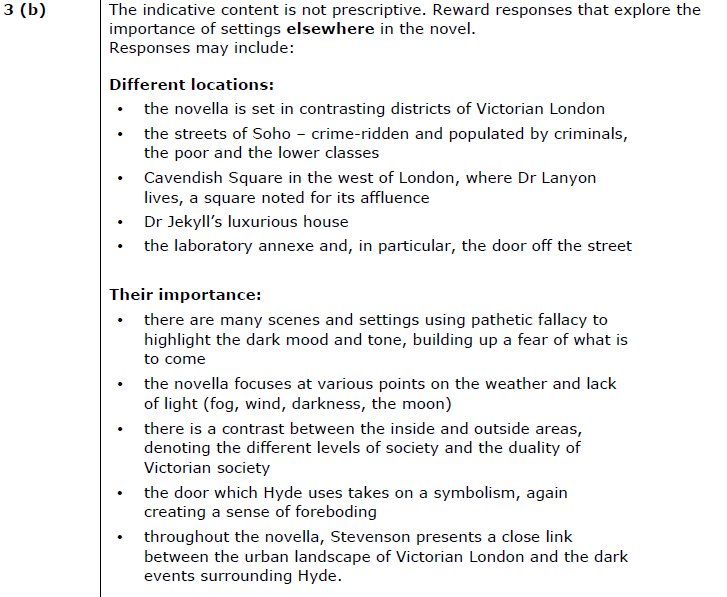 3 (b)
The indicative content is not prescriptive. Reward responses that explore the
importance of settings elsewhere in the novel.
Responses may include:
Different locations:
• the novella is set in contrasting districts of Victorian London
• the streets of Soho – crime-ridden and populated by criminals,
the poor and the lower classes
• Cavendish Square in the west of London, where Dr Lanyon
lives, a square noted for its affluence
• Dr Jekyll’s luxurious house
• the laboratory annexe and, in particular, the door off the street
Their importance:
• there are many scenes and settings using pathetic fallacy to
highlight the dark mood and tone, building up a fear of what is
to come
• the novella focuses at various points on the weather and lack
of light (fog, wind, darkness, the moon)
• there is a contrast between the inside and outside areas,
denoting the different levels of society and the duality of
Victorian society
• the door which Hyde uses takes on a symbolism, again
creating a sense of foreboding
• throughout the novella, Stevenson presents a close link
between the urban landscape of Victorian London and the dark
events surrounding Hyde.